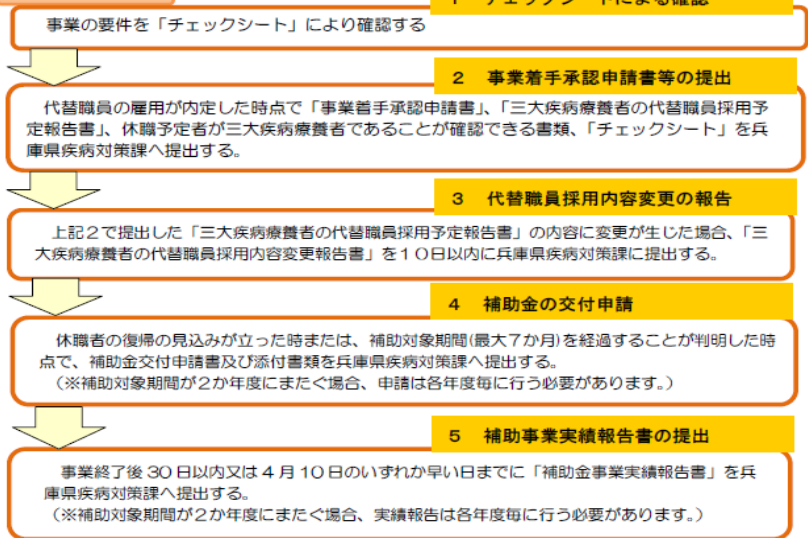 1 チェックシートによる確認
事業の要件を「チェックシート」により確認する
2 事業着手承認申請書等の提出
代替職員の雇用が内定した時点で「事業着手承認申請書」、「三大疾病療養者の代替職員採用予
定報告書」、休職予定者が三大疾病療養者であることが確認できる書類、「チェックシート」を兵
庫県疾病対策課へ提出する。
3 代替職員採用内容変更の報告
上記2で提出した「三大疾病療養者の代替職員採用予定報告書」の内容に変更が生じた場合、「三
大疾病療養者の代替職員採用内容変更報告書」を10日以内に兵庫県疾病対策課に提出する。
4 補助金の交付申請
休職者の復帰の見込みが立った時または、補助対象期間(最大7か月)を経過することが判明した時
点で、補助金交付申請書及び添付書類を兵庫県疾病対策課へ提出する。
(※補助対象期間が2か年度にまたぐ場合、申請は各年度毎に行う必要があります。)
5 補助事業実績報告書の提出
事業終了後 30 日以内又は 4 月 10 日のいずれか早い日までに「補助金事業実績報告書」を兵
庫県疾病対策課へ提出する。
(※補助対象期間が2か年度にまたぐ場合、実績報告は各年度毎に行う必要があります。)